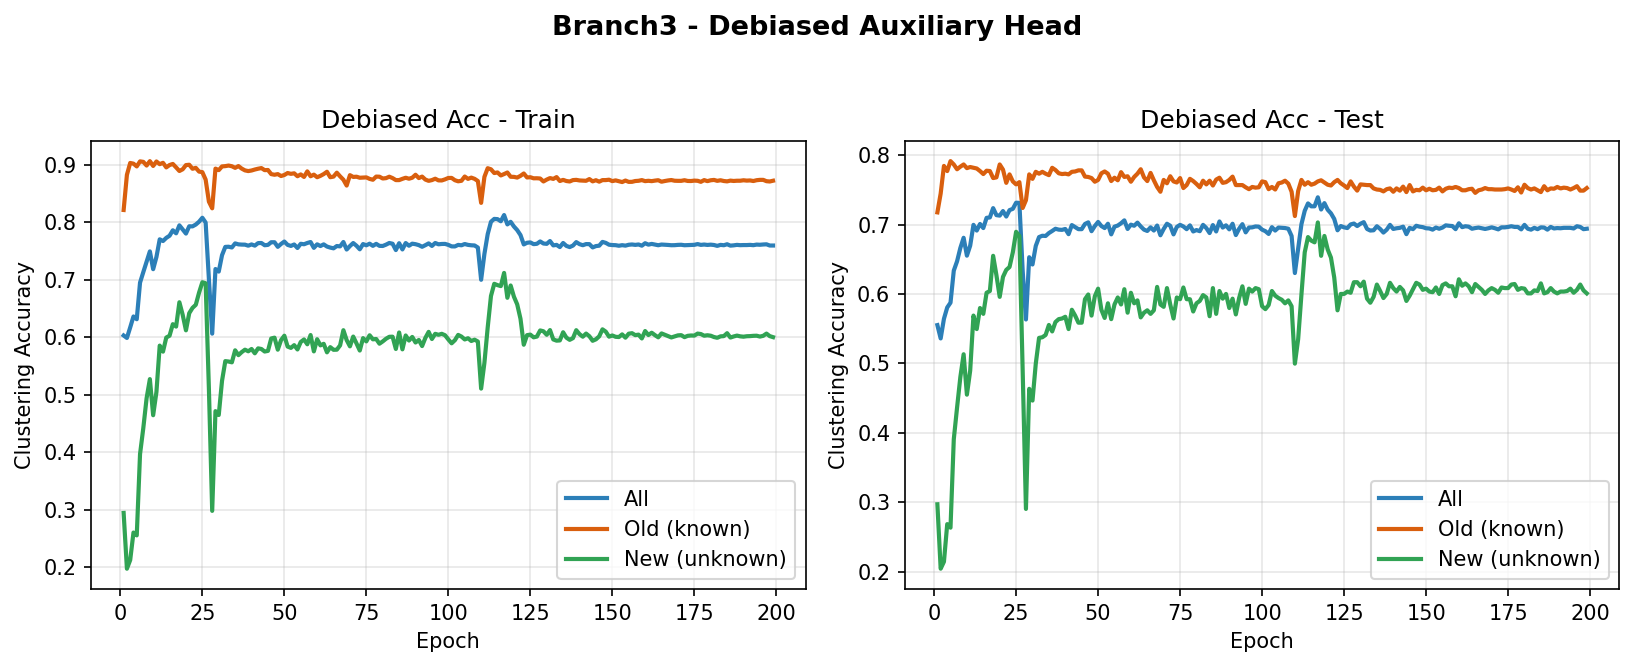 Branch3 - Debiased Auxiliary Head
Debiased Acc - Train
Clustering Accuracy
0.9
0.8
0.7
0.6
0.5
0.4
0.3
0.2
All
Old (known)
New (unknown)
0 25 50 75 100 125 150 175 200
Epoch
Debiased Acc - Test
Clustering Accuracy
0.8
0.7
0.6
0.5
0.4
0.3
0.2
All
Old (known)
New (unknown)
0 25 50 75 100 125 150 175 200
Epoch